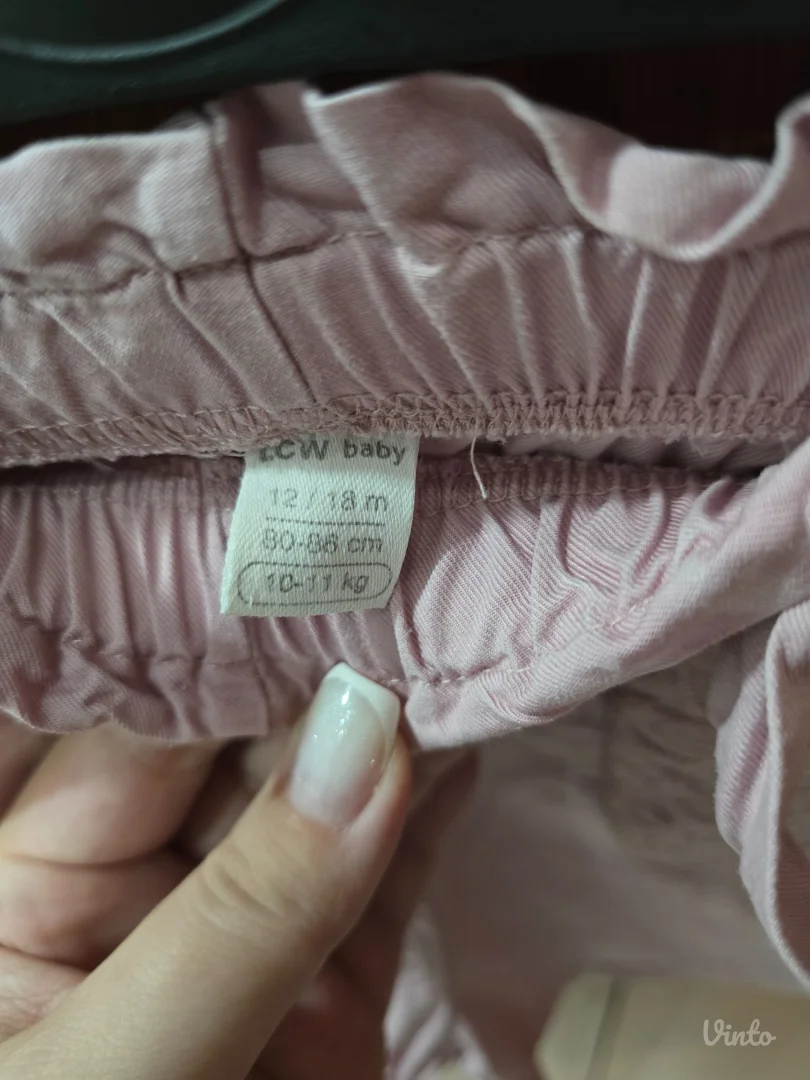 LCW baby
12 / 18 m
80-86 cm
10-11 kg
Vinto